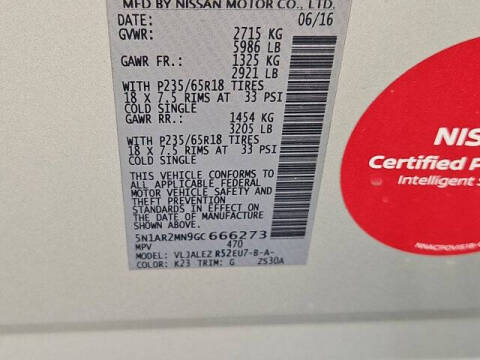 MFD BY NISSAN MOTOR CO., LTD.
DATE: 06/16
GVWR: 2715 KG
5986 LB
GAWR FR.: 1325 KG
2921 LB
WITH P235/65R18 TIRES
18 X 7.5 RIMS AT 33 PSI
COLD SINGLE
GAWR RR.: 1454 KG
3205 LB
WITH P235/65R18 TIRES
18 X 7.5 RIMS AT 33 PSI
COLD SINGLE
THIS VEHICLE CONFORMS TO
ALL APPLICABLE FEDERAL
MOTOR VEHICLE SAFETY AND
THEFT PREVENTION
STANDARDS IN EFFECT ON
THE DATE OF MANUFACTURE
SHOWN ABOVE.
5N1AR2MN9GC666273
MPV 470
MODEL: VLJALEZ R52EU7-B-A-
COLOR: K23 TRIM: G ZS30A
NIS
Certified P
Intelligent S